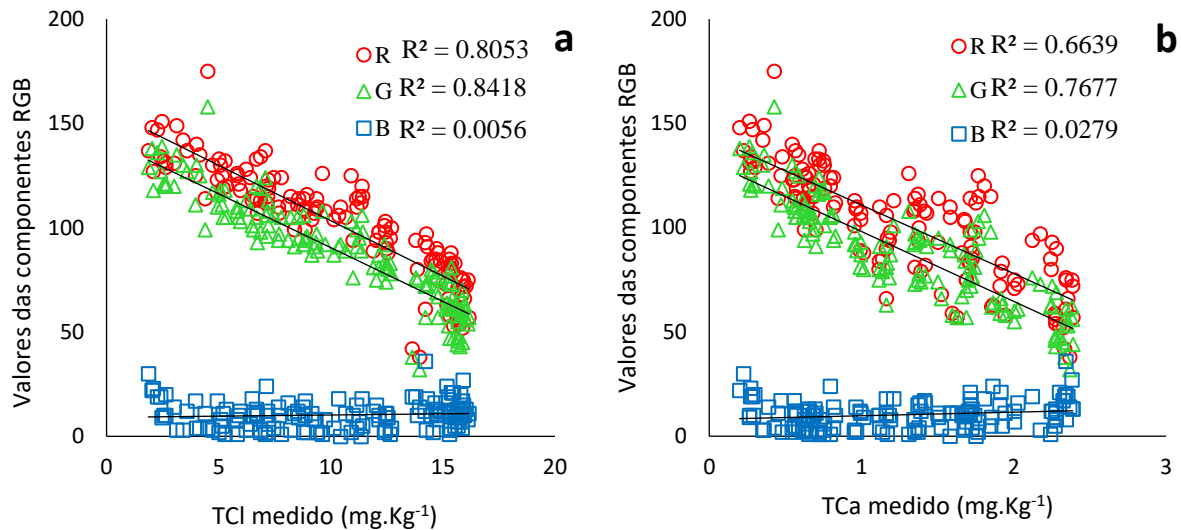 a
Valores das componentes RGB
200
150
100
50
0
R R² = 0.8053
G R² = 0.8418
B R² = 0.0056
0 5 10 15 20
TCl medido (mg.Kg⁻¹)
b
Valores das componentes RGB
200
150
100
50
0
R R² = 0.6639
G R² = 0.7677
B R² = 0.0279
0 1 2 3
TCa medido (mg.Kg⁻¹)